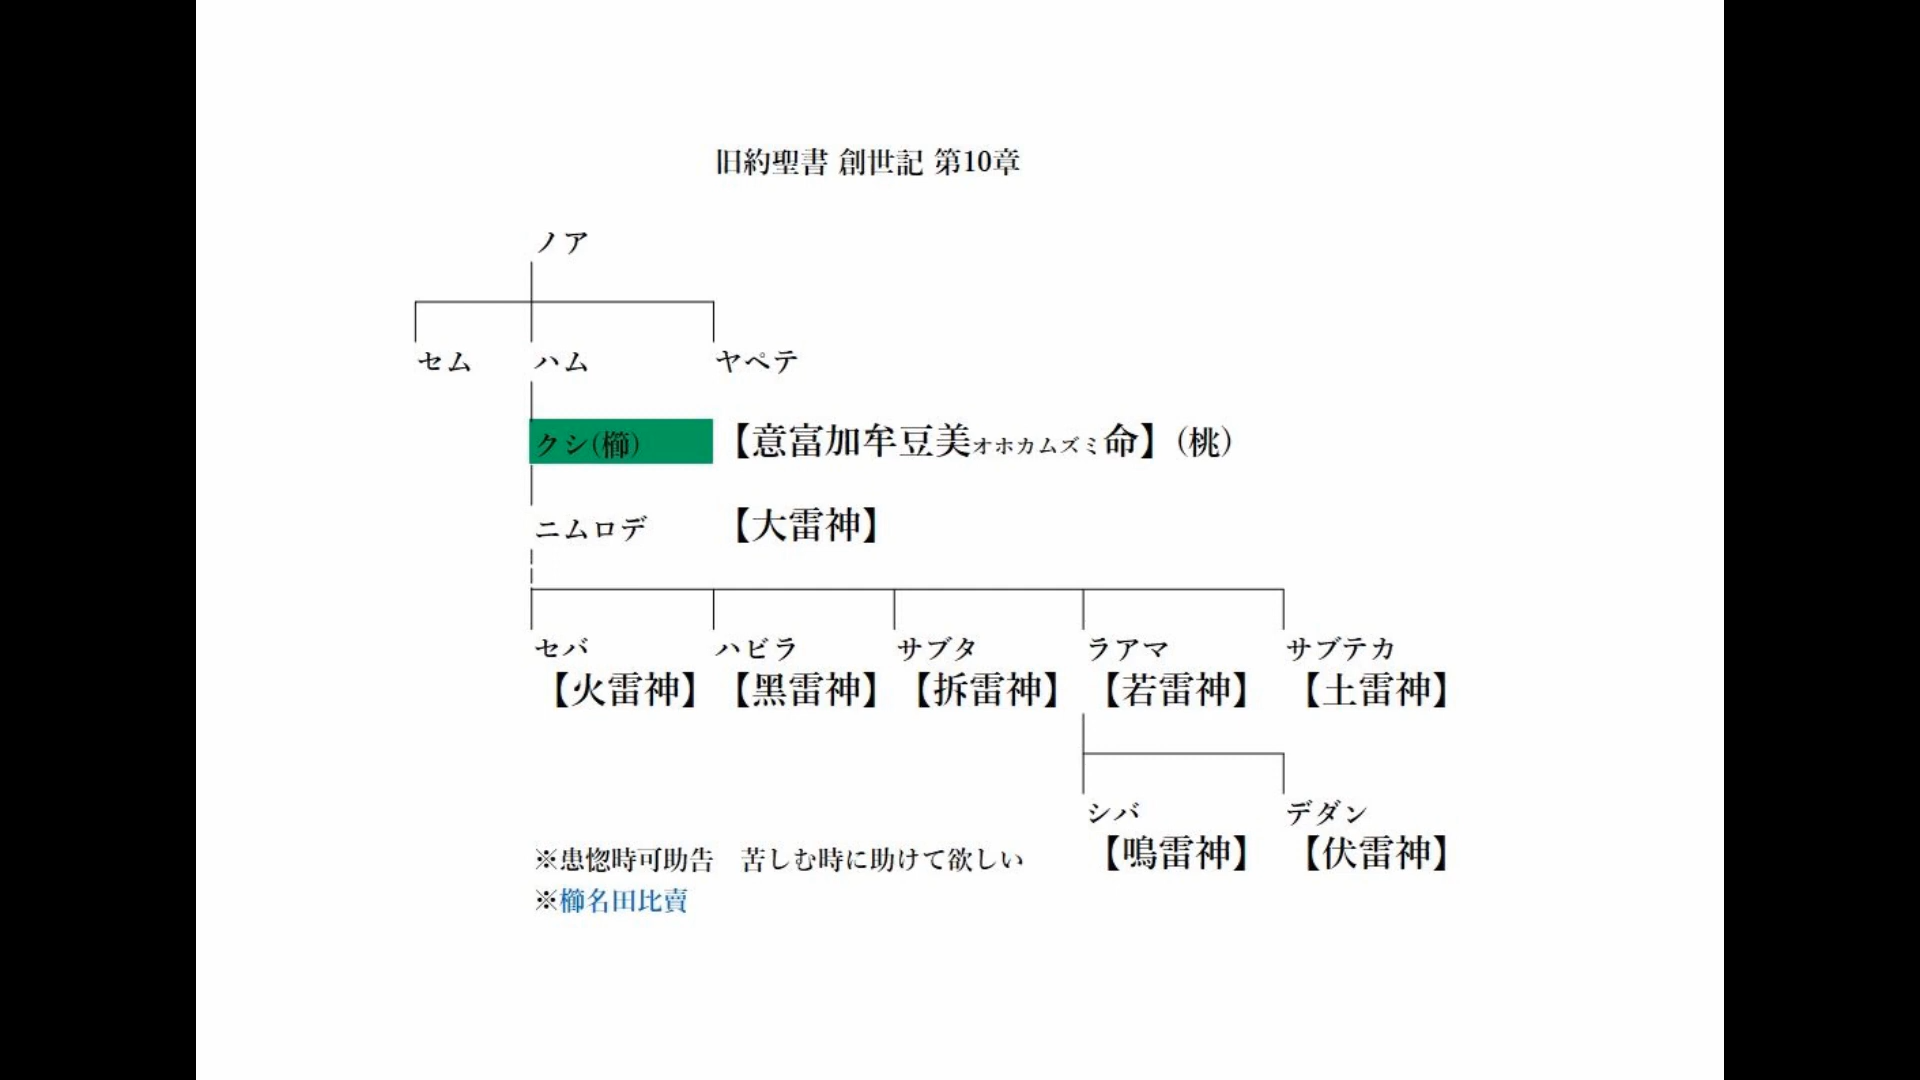 旧約聖書 創世記 第10章
ノア
セム ハム ヤペテ
クシ(櫛) 【意富加牟豆美オホカムズミ命】(桃)
ニムロデ 【大雷神】
セバ ハビラ サブタ ラアマ サブテカ
【火雷神】 【黒雷神】 【拆雷神】 【若雷神】 【土雷神】
シバ デダン
【鳴雷神】 【伏雷神】
※患惚時可助告 苦しむ時に助けて欲しい
※櫛名田比賣